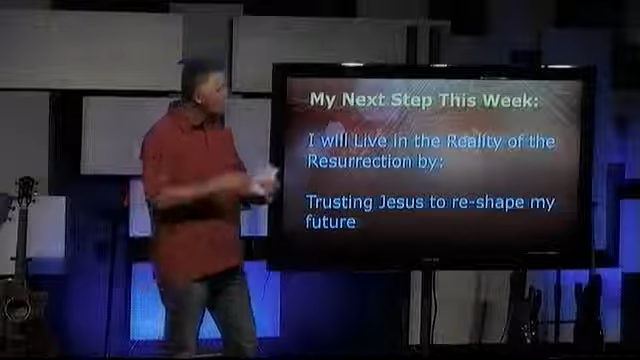 My Next Step This Week:
I will Live in the Reality of the
Resurrection by:
Trusting Jesus to re-shape my
future